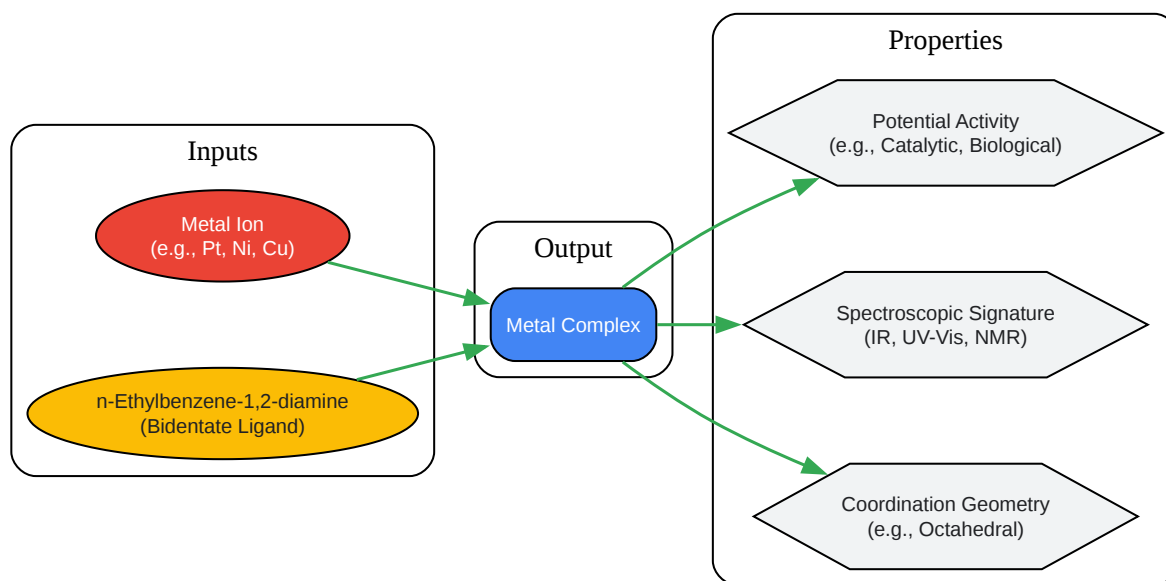 Inputs
Metal Ion
(e.g., Pt, Ni, Cu)
n-Ethylbenzene-1,2-diamine
(Bidentate Ligand)
Output
Metal Complex
Properties
Potential Activity
(e.g., Catalytic, Biological)
Spectroscopic Signature
(IR, UV-Vis, NMR)
Coordination Geometry
(e.g., Octahedral)